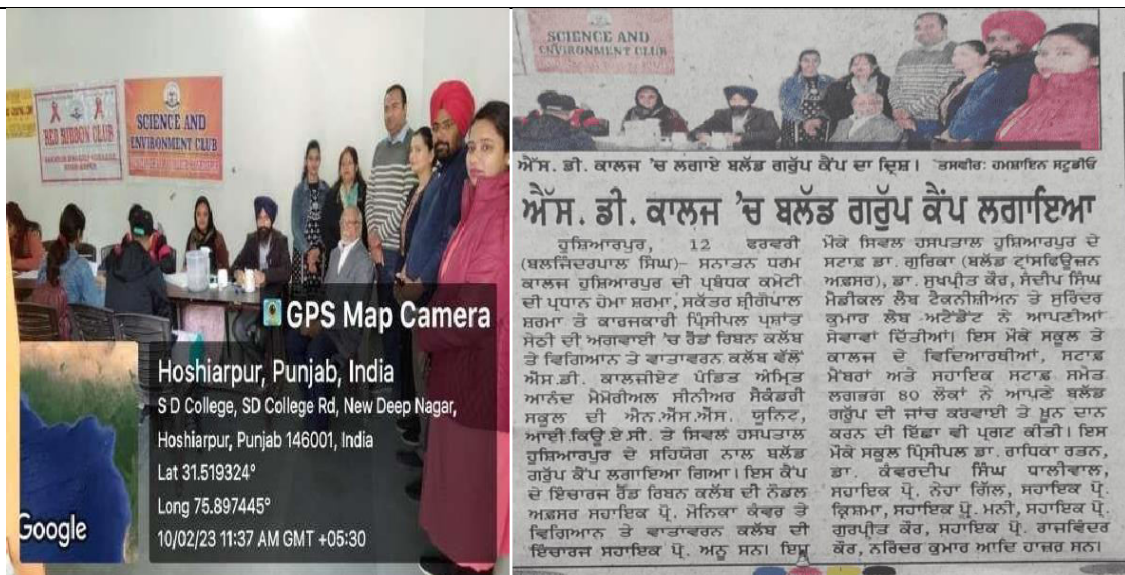 RED RIBBON CLUB
SCIENCE AND
ENVIRONMENT CLUB
GPS Map Camera
Hoshiarpur, Punjab, India
S D College, SD College Rd, New Deep Nagar,
Hoshiarpur, Punjab 146001, India
Lat 31.519324°
Long 75.897445°
10/02/23 11:37 AM GMT +05:30
Google
SCIENCE AND
ENVIRONMENT CLUB
ਐੱਸ. ਡੀ. ਕਾਲਜ 'ਚ ਲਗਾਏ ਬਲੱਡ ਗਰੁੱਪ ਕੈਂਪ ਦਾ ਦ੍ਰਿਸ਼। ਤਸਵੀਰ: ਹਮਸ਼ਾਇਨ ਸਟੂਡੀਓ
ਐੱਸ. ਡੀ. ਕਾਲਜ 'ਚ ਬਲੱਡ ਗਰੁੱਪ ਕੈਂਪ ਲਗਾਇਆ
ਹੁਸ਼ਿਆਰਪੁਰ, 12 ਫਰਵਰੀ
(ਬਲਜਿੰਦਰਪਾਲ ਸਿੰਘ)- ਸਨਾਤਨ ਧਰਮ
ਕਾਲਜ ਹੁਸ਼ਿਆਰਪੁਰ ਦੀ ਪ੍ਰਬੰਧਕ ਕਮੇਟੀ
ਦੀ ਪ੍ਰਧਾਨ ਹੇਮਾ ਸ਼ਰਮਾ, ਸਕੱਤਰ ਸ਼੍ਰੀਗੋਪਾਲ
ਸ਼ਰਮਾ ਤੇ ਕਾਰਜਕਾਰੀ ਪ੍ਰਿੰਸੀਪਲ ਪ੍ਰਸ਼ਾਂਤ
ਸੇਠੀ ਦੀ ਅਗਵਾਈ 'ਚ ਰੈੱਡ ਰਿਬਨ ਕਲੱਬ
ਤੇ ਵਿਗਿਆਨ ਤੇ ਵਾਤਾਵਰਨ ਕਲੱਬ ਵੱਲੋਂ
ਐੱਸ.ਡੀ. ਕਾਲਜੀਏਟ ਪੰਡਿਤ ਅੰਮ੍ਰਿਤ
ਆਨੰਦ ਮੈਮੋਰੀਅਲ ਸੀਨੀਅਰ ਸੈਕੰਡਰੀ
ਸਕੂਲ ਦੀ ਐਨ.ਐੱਸ.ਐੱਸ. ਯੂਨਿਟ,
ਆਈ.ਕਿਊ.ਏ.ਸੀ. ਤੇ ਸਿਵਲ ਹਸਪਤਾਲ
ਹੁਸ਼ਿਆਰਪੁਰ ਦੇ ਸਹਿਯੋਗ ਨਾਲ ਬਲੱਡ
ਗਰੁੱਪ ਕੈਂਪ ਲਗਾਇਆ ਗਿਆ। ਇਸ ਕੈਂਪ
ਦੇ ਇੰਚਾਰਜ ਰੈੱਡ ਰਿਬਨ ਕਲੱਬ ਦੀ ਨੋਡਲ
ਅਫ਼ਸਰ ਸਹਾਇਕ ਪ੍ਰੋ. ਮੋਨਿਕਾ ਕੰਵਰ ਤੇ
ਵਿਗਿਆਨ ਤੇ ਵਾਤਾਵਰਨ ਕਲੱਬ ਦੀ
ਇੰਚਾਰਜ ਸਹਾਇਕ ਪ੍ਰੋ. ਅਨੂ ਸਨ। ਇਸ
ਮੌਕੇ ਸਿਵਲ ਹਸਪਤਾਲ ਹੁਸ਼ਿਆਰਪੁਰ ਦੇ
ਸਟਾਫ਼ ਡਾ. ਗੁਰਿਕਾ (ਬਲੱਡ ਟ੍ਰਾਂਸਫਿਊਜ਼ਨ
ਅਫ਼ਸਰ), ਡਾ. ਸੁਖਪ੍ਰੀਤ ਕੌਰ, ਸੰਦੀਪ ਸਿੰਘ
ਮੈਡੀਕਲ ਲੈਬ ਟੈਕਨੀਸ਼ੀਅਨ ਤੇ ਸੁਰਿੰਦਰ
ਕੁਮਾਰ ਲੈਬ ਅਟੈਂਡੈਂਟ ਨੇ ਆਪਣੀਆਂ
ਸੇਵਾਵਾਂ ਦਿੱਤੀਆਂ। ਇਸ ਮੌਕੇ ਸਕੂਲ ਤੇ
ਕਾਲਜ ਦੇ ਵਿਦਿਆਰਥੀਆਂ, ਸਟਾਫ਼
ਮੈਂਬਰਾਂ ਅਤੇ ਸਹਾਇਕ ਸਟਾਫ਼ ਸਮੇਤ
ਲਗਭਗ 80 ਲੋਕਾਂ ਨੇ ਆਪਣੇ ਬਲੱਡ
ਗਰੁੱਪ ਦੀ ਜਾਂਚ ਕਰਵਾਈ ਤੇ ਖ਼ੂਨ ਦਾਨ
ਕਰਨ ਦੀ ਇੱਛਾ ਵੀ ਪ੍ਰਗਟ ਕੀਤੀ। ਇਸ
ਮੌਕੇ ਸਕੂਲ ਪ੍ਰਿੰਸੀਪਲ ਡਾ. ਰਾਧਿਕਾ ਰਤਨ,
ਡਾ. ਕੰਵਰਦੀਪ ਸਿੰਘ ਧਾਲੀਵਾਲ,
ਸਹਾਇਕ ਪ੍ਰੋ. ਨੇਹਾ ਗਿੱਲ, ਸਹਾਇਕ ਪ੍ਰੋ.
ਕ੍ਰਿਸ਼ਮਾ, ਸਹਾਇਕ ਪ੍ਰੋ. ਮਨੀ, ਸਹਾਇਕ ਪ੍ਰੋ.
ਗੁਰਪ੍ਰੀਤ ਕੌਰ, ਸਹਾਇਕ ਪ੍ਰੋ. ਰਾਜਵਿੰਦਰ
ਕੌਰ, ਨਰਿੰਦਰ ਕੁਮਾਰ ਆਦਿ ਹਾਜ਼ਰ ਸਨ।